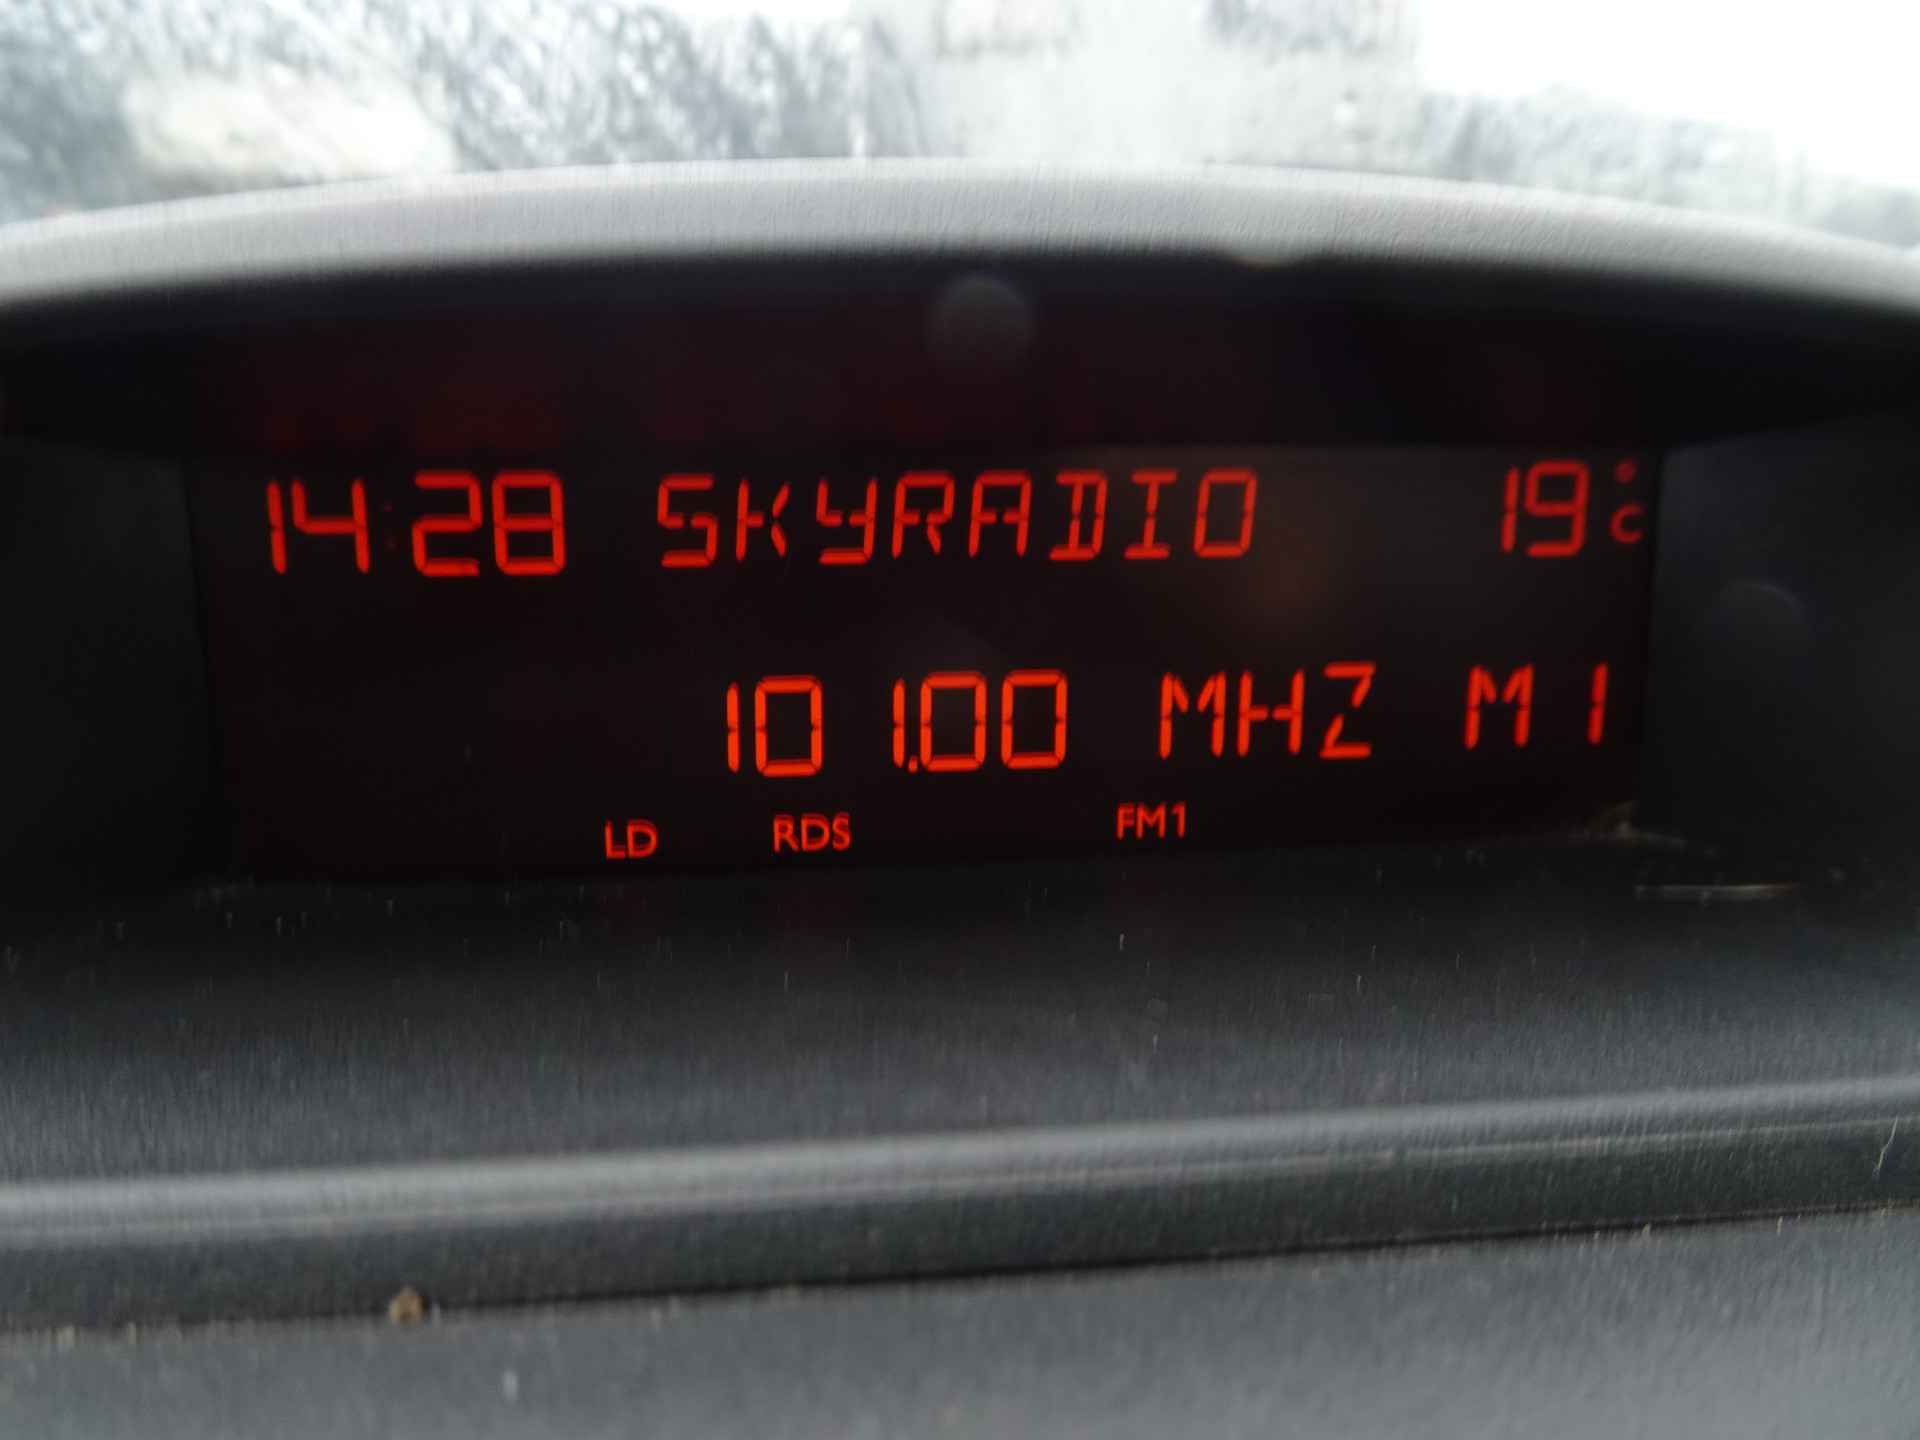 14:28 SKYRADIO 19°C
101.00 MHZ M1
LD RDS FM1